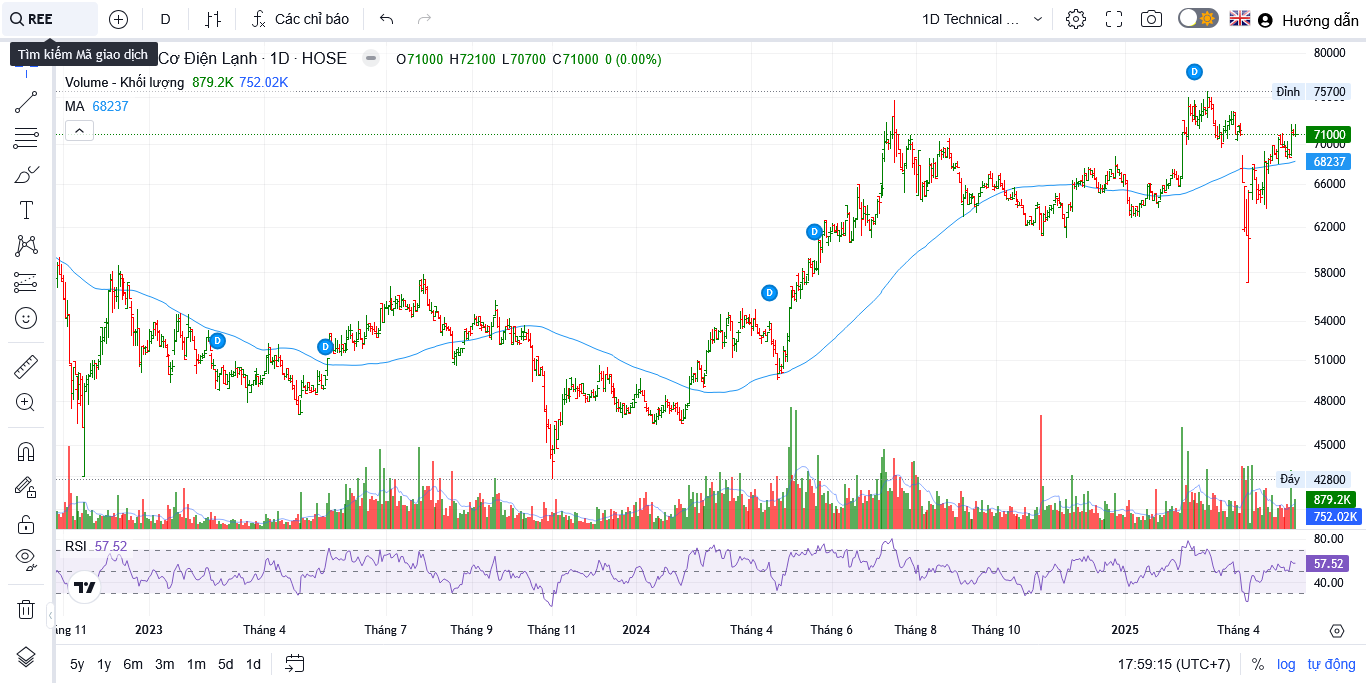 REE
D
Các chỉ báo
1D Technical ...
Hướng dẫn
Tìm kiếm Mã giao dịch
Cơ Điện Lạnh · 1D · HOSE
O71000 H72100 L70700 C71000 0 (0.00%)
Volume - Khối lượng 879.2K 752.02K
MA 68237
D
D
D
D
D
80000
Đỉnh 75700
71000
70000
68237
66000
62000
58000
54000
51000
48000
45000
Đáy 42800
879.2K
752.02K
RSI 57.52
80.00
57.52
40.00
áng 11
2023
Tháng 4
Tháng 7
Tháng 9
Tháng 11
2024
Tháng 4
Tháng 6
Tháng 8
Tháng 10
2025
Tháng 4
5y 1y 6m 3m 1m 5d 1d
17:59:15 (UTC+7)
% log tự động